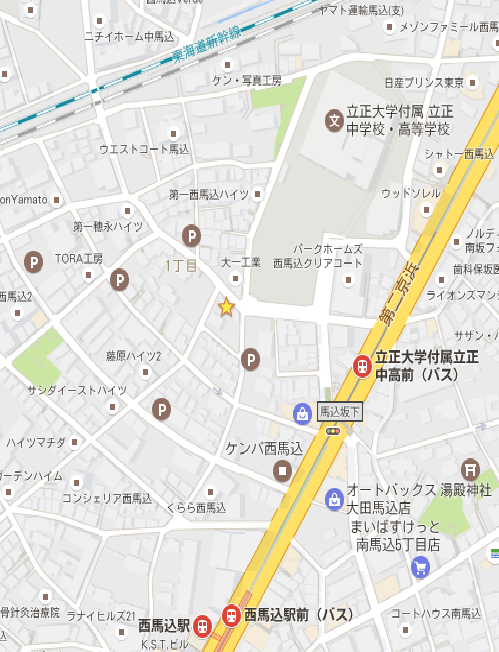 ヤマト運輸馬込(支)
ニチイホーム中馬込
メゾンファミール西馬
東海道新幹線
ケン・写真工房
日産プリンス東京
立正大学付属 立正
中学校・高等学校
ウエストコート馬込
シャトー西馬込
onYamato
第一西馬込ハイツ
ウッドソレル
第一穂永ハイツ
ノルディ
南坂フ
パークホームズ
西馬込クリアコート
TORA工房
1丁目
大一工業
歯科保坂医
西馬込2
第二京浜
ライオンズマンシ
サザン・
藤原ハイツ2
立正大学付属立正
中高前（バス）
サシダイーストハイツ
馬込坂下
ハイツマチダ
ケンパ西馬込
ガーデンハイム
コンシェリア西馬込
くらら西馬込
オートバックス
大田馬込店
湯殿神社
まいばすけっと
南馬込5丁目店
骨針灸治療院
ラナイヒルズ21
西馬込駅
西馬込駅前（バス）
コートハウス南馬込
K.S.T.ビル